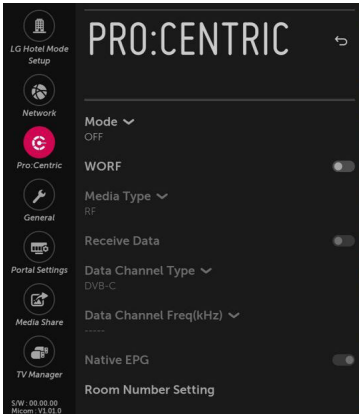 PRO:CENTRIC
LG Hotel Mode
Setup
Network
Pro:Centric
General
Portal Settings
Media Share
TV Manager
S/W : 00.00.00
Micom : V1.01.0
Mode
OFF
WORF
Media Type
RF
Receive Data
Data Channel Type
DVB-C
Data Channel Freq(kHz)
-----
Native EPG
Room Number Setting